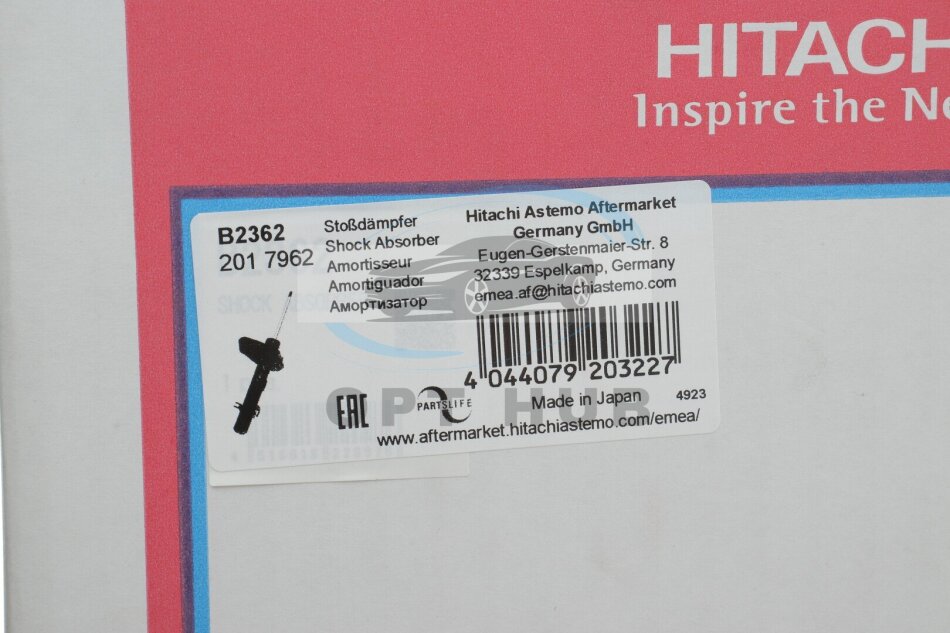 HITACH
Inspire the Ne
B2362
201 7962
Stoßdämpfer
Shock Absorber
Amortisseur
Amortiguador
Амортизатор
Hitachi Astemo Aftermarket
Germany GmbH
Eugen-Gerstenmaier-Str. 8
32339 Espelkamp, Germany
emea.af@hitachiastemo.com
4 044079 203227
EAC
PARTSLIFE
Made in Japan
4923
www.aftermarket.hitachiastemo.com/emea/
OPT HUB
SHOCK